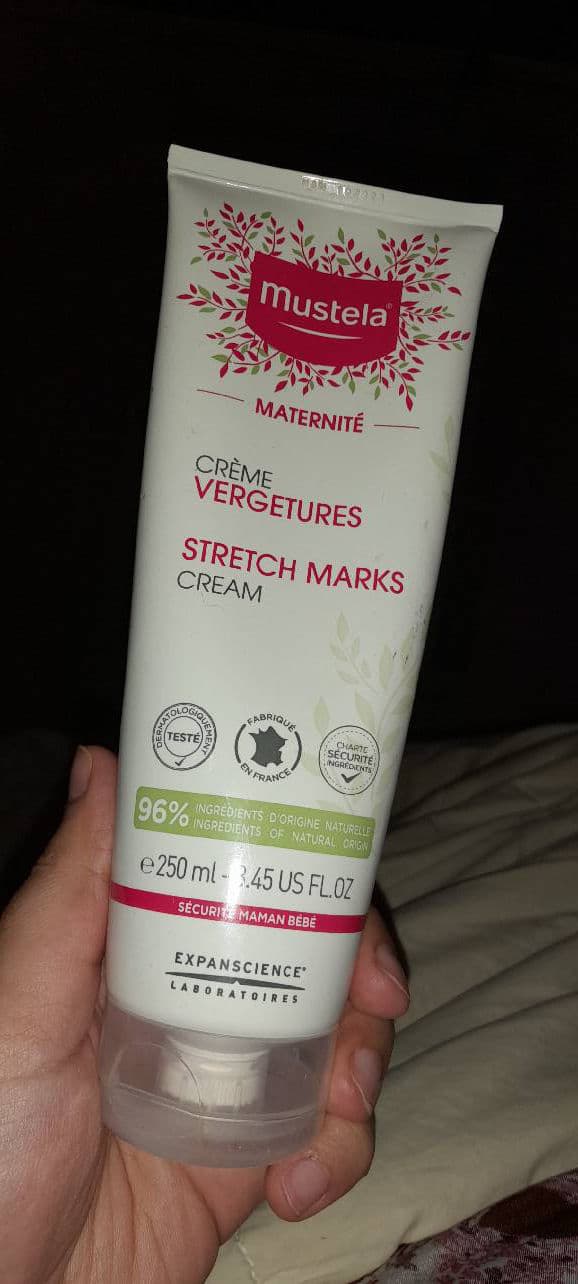 mustela®
MATERNITÉ
CRÈME
VERGETURES
STRETCH MARKS
CREAM
DERMATOLOGIQUEMENT
TESTÉ
FABRIQUÉ
EN FRANCE
CHARTE
SÉCURITÉ
INGRÉDIENTS
96% INGRÉDIENTS D'ORIGINE NATURELLE
INGREDIENTS OF NATURAL ORIGIN
e 250 ml - 8.45 US FL.OZ
SÉCURITÉ MAMAN BÉBÉ
EXPANSCIENCE®
LABORATOIRES